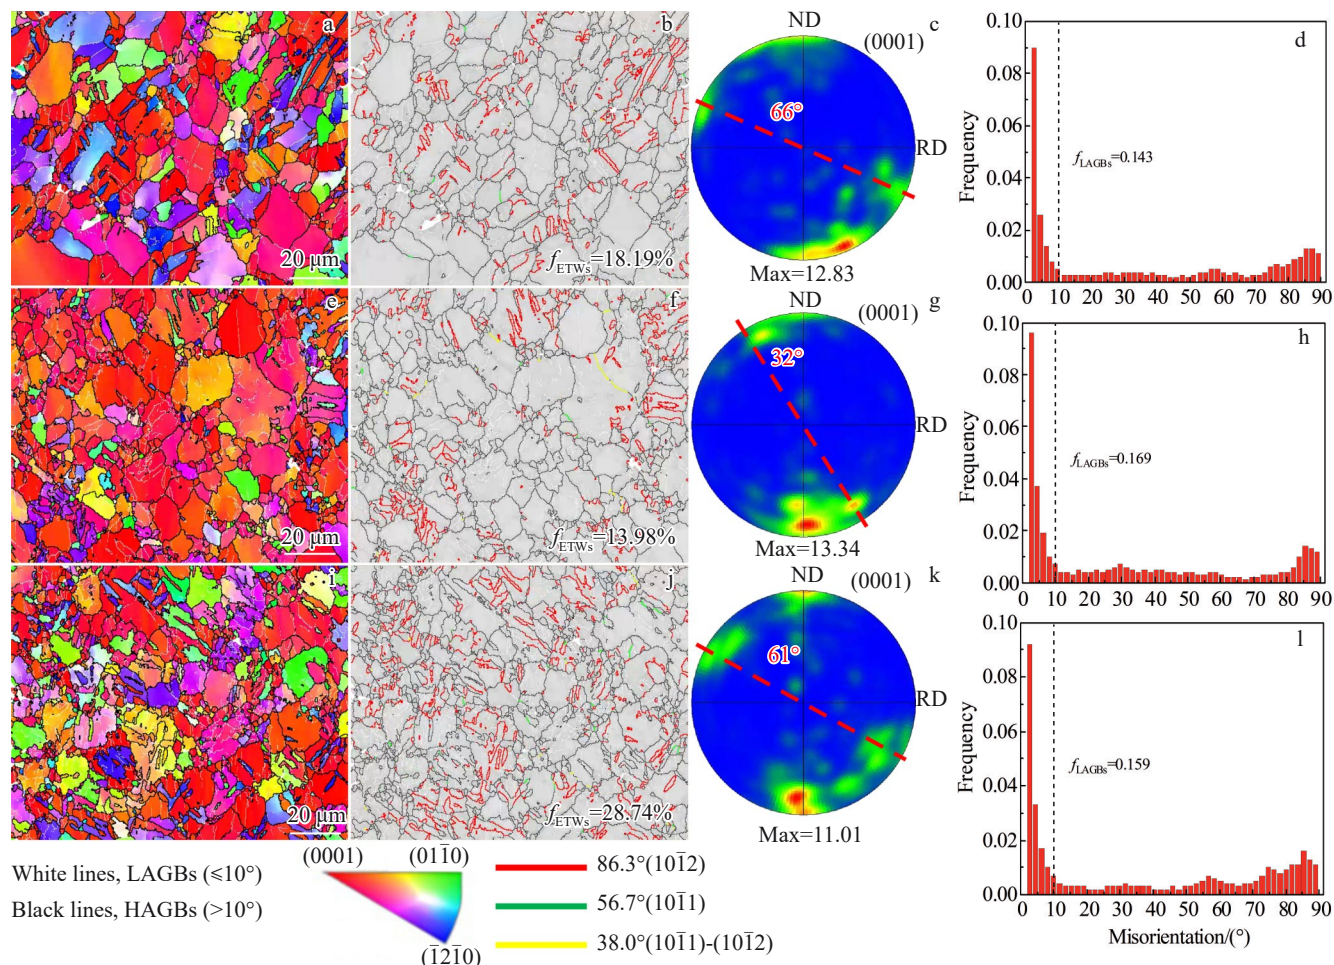 a
20 μm
b
f_ETWs=18.19%
ND
(0001)
c
66°
RD
Max=12.83
d
Frequency
0.10
0.08
0.06
0.04
0.02
0.00
f_LAGBs=0.143
0 10 20 30 40 50 60 70 80 90
e
20 μm
f
f_ETWs=13.98%
ND
(0001)
g
32°
RD
Max=13.34
h
Frequency
0.10
0.08
0.06
0.04
0.02
0.00
f_LAGBs=0.169
0 10 20 30 40 50 60 70 80 90
i
20 μm
j
f_ETWs=28.74%
ND
(0001)
k
61°
RD
Max=11.01
l
Frequency
0.10
0.08
0.06
0.04
0.02
0.00
f_LAGBs=0.159
0 10 20 30 40 50 60 70 80 90
Misorientation/(°)
White lines, LAGBs (≤10°)
Black lines, HAGBs (>10°)
(0001)
(011̄0)
(1̄21̄0)
86.3°(101̄2)
56.7°(101̄1)
38.0°(101̄1)-(101̄2)